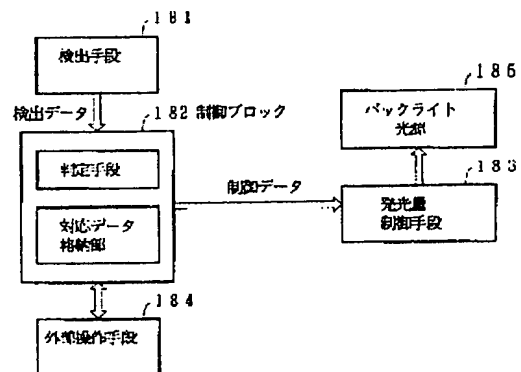 181
検出手段
検出データ
182 制御ブロック
判定手段
対応データ
格納部
制御データ
185
バックライト
光源
183
発光量
制御手段
184
外部操作手段